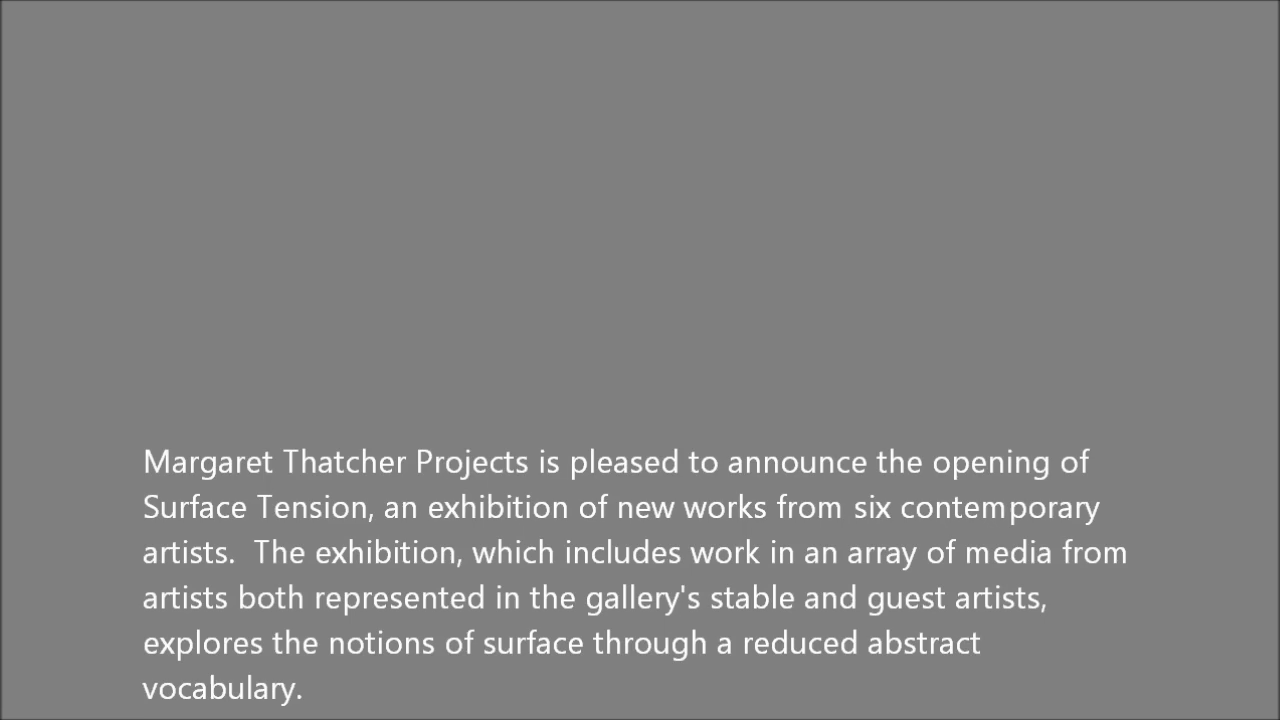 Margaret Thatcher Projects is pleased to announce the opening of
Surface Tension, an exhibition of new works from six contemporary
artists.  The exhibition, which includes work in an array of media from
artists both represented in the gallery's stable and guest artists,
explores the notions of surface through a reduced abstract
vocabulary.